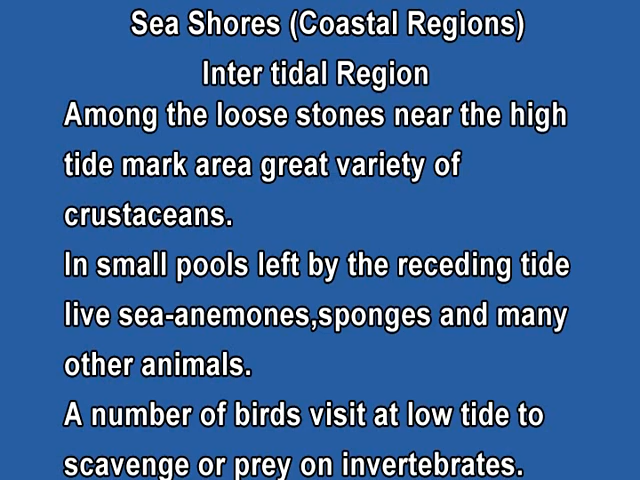 Sea Shores (Coastal Regions)
Inter tidal Region
Among the loose stones near the high
tide mark area great variety of
crustaceans.
In small pools left by the receding tide
live sea-anemones,sponges and many
other animals.
A number of birds visit at low tide to
scavenge or prey on invertebrates.